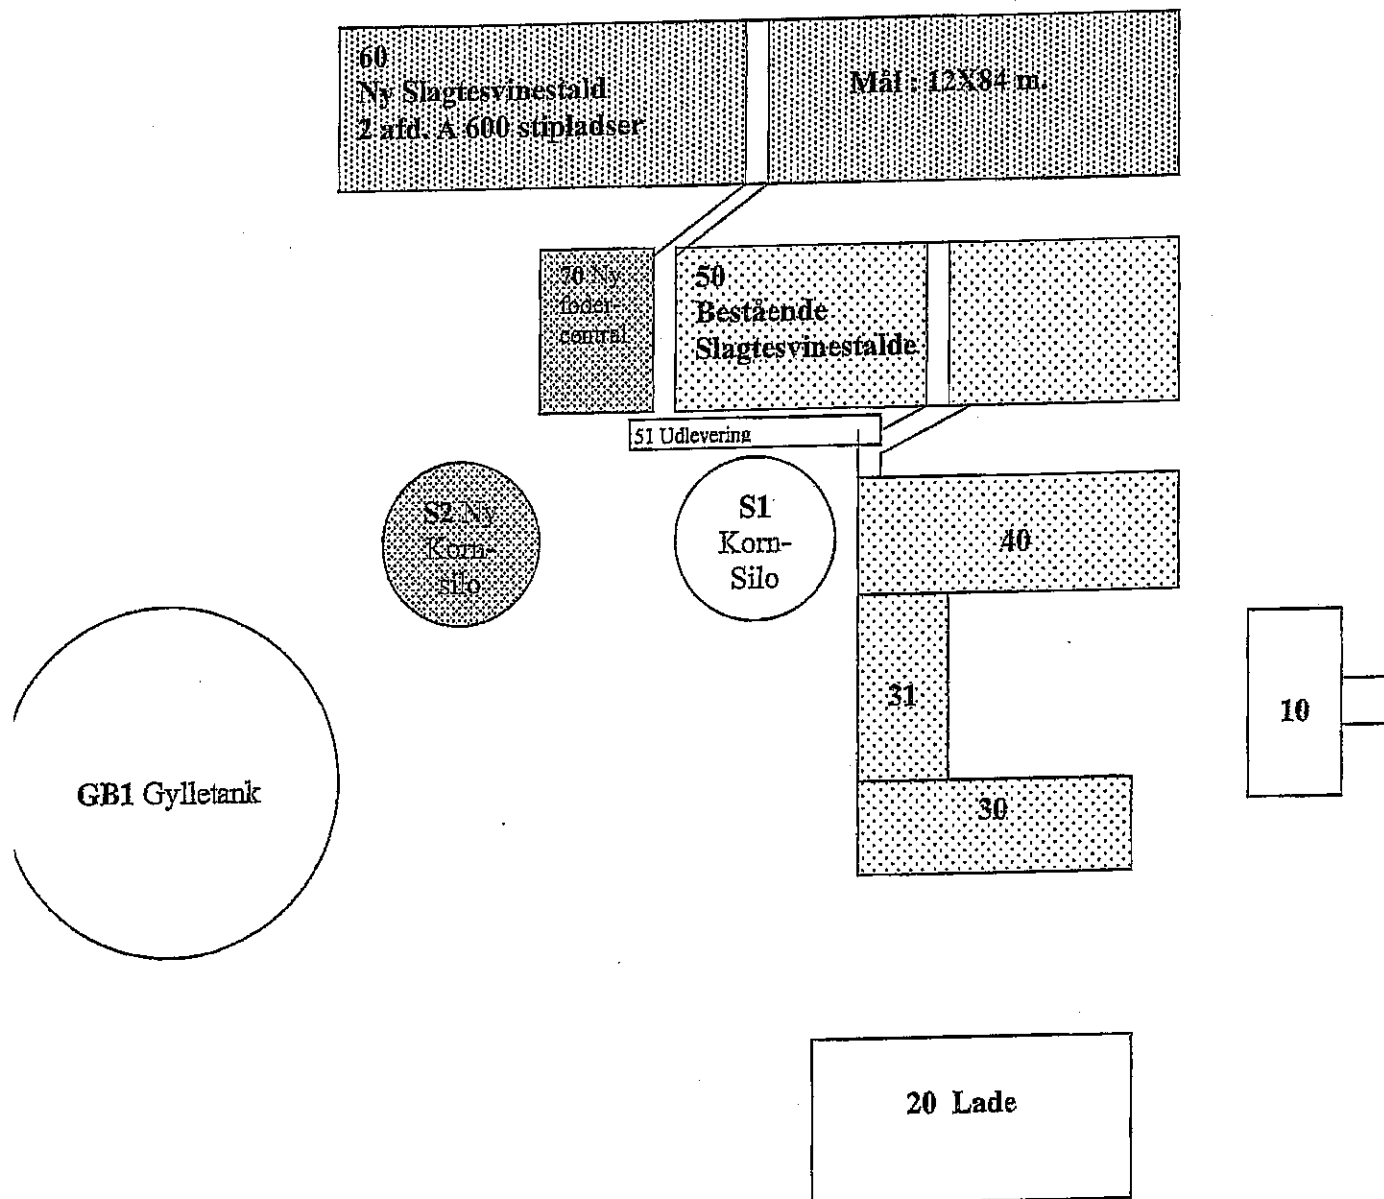 60
Ny Slagtesvinestald
2 afd. A 600 stipladser
Mål : 12X84 m.
70 Ny
foder-
central
50
Bestående
Slagtesvinestalde
51 Udlevering
S2 Ny
Korn-
silo
S1
Korn-
Silo
40
31
10
GB1 Gylletank
30
20 Lade